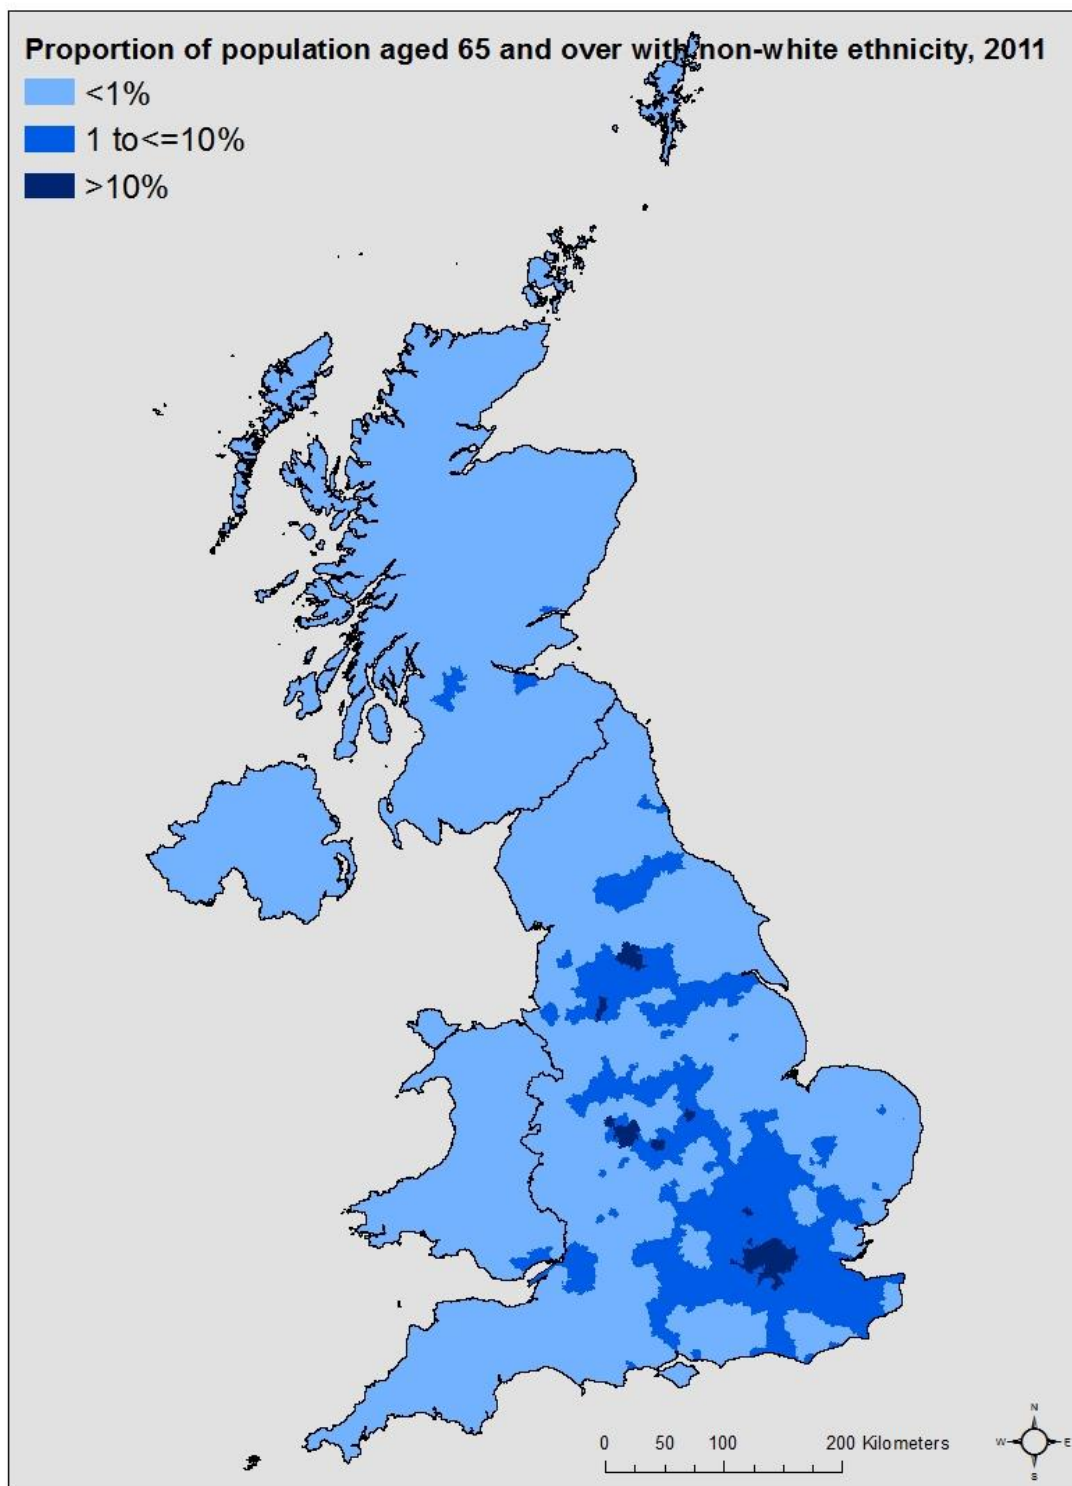 Proportion of population aged 65 and over with non-white ethnicity, 2011
<1%
1 to<=10%
>10%
N
W E
S
0 50 100 200 Kilometers